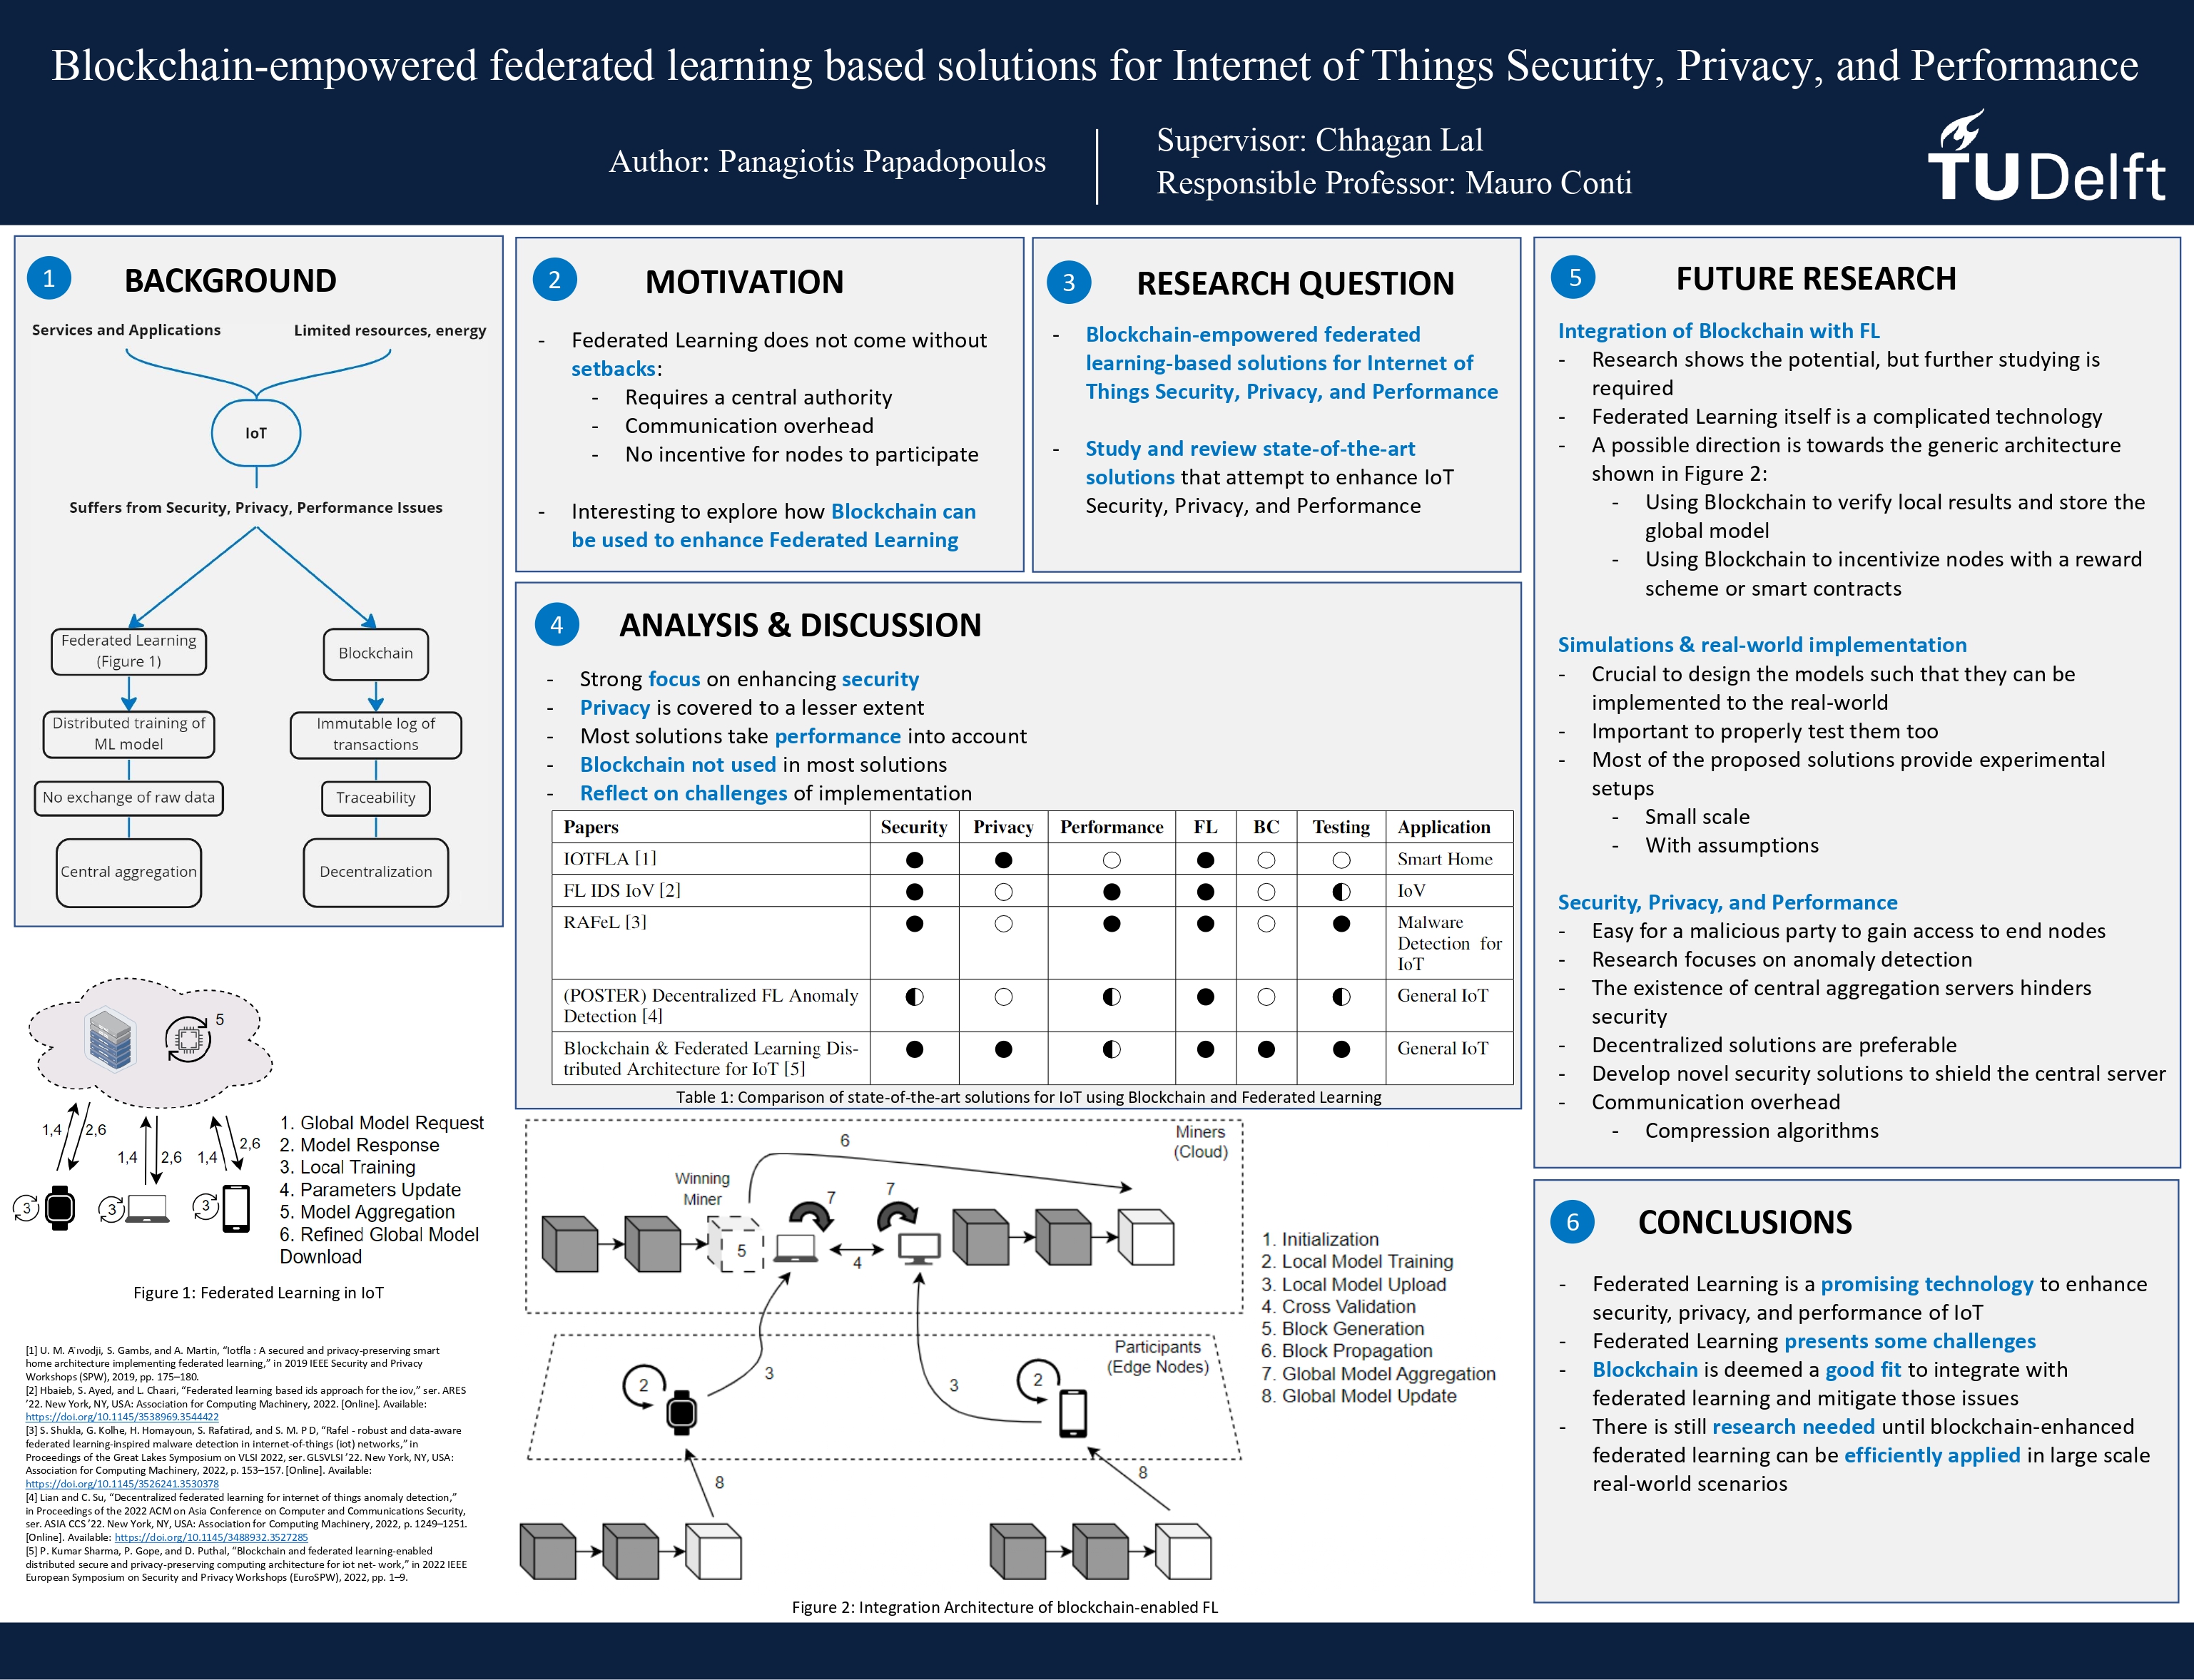 Blockchain-empowered federated learning based solutions for Internet of Things Security, Privacy, and Performance
Author: Panagiotis Papadopoulos
Supervisor: Chhagan Lal
Responsible Professor: Mauro Conti
TUDelft
1 BACKGROUND
Services and Applications
Limited resources, energy
IoT
Suffers from Security, Privacy, Performance Issues
Federated Learning
(Figure 1)
Blockchain
Distributed training of
ML model
Immutable log of
transactions
No exchange of raw data
Traceability
Central aggregation
Decentralization
5
1,4
2,6
1,4
2,6
1,4
2,6
3
3
3
1. Global Model Request
2. Model Response
3. Local Training
4. Parameters Update
5. Model Aggregation
6. Refined Global Model
Download
Figure 1: Federated Learning in IoT
[1] U. M. Aïvodji, S. Gambs, and A. Martin, “Iotfla : A secured and privacy-preserving smart
home architecture implementing federated learning,” in 2019 IEEE Security and Privacy
Workshops (SPW), 2019, pp. 175–180.
[2] Hbaieb, S. Ayed, and L. Chaari, “Federated learning based ids approach for the iov,” ser. ARES
’22. New York, NY, USA: Association for Computing Machinery, 2022. [Online]. Available:
https://doi.org/10.1145/3538969.3544422
[3] S. Shukla, G. Kolhe, H. Homayoun, S. Rafatirad, and S. M. P D, “Rafel - robust and data-aware
federated learning-inspired malware detection in internet-of-things (iot) networks,” in
Proceedings of the Great Lakes Symposium on VLSI 2022, ser. GLSVLSI ’22. New York, NY, USA:
Association for Computing Machinery, 2022, p. 153–157. [Online]. Available:
https://doi.org/10.1145/3526241.3530378
[4] Lian and C. Su, “Decentralized federated learning for internet of things anomaly detection,”
in Proceedings of the 2022 ACM on Asia Conference on Computer and Communications Security,
ser. ASIA CCS ’22. New York, NY, USA: Association for Computing Machinery, 2022, p. 1249–1251.
[Online]. Available: https://doi.org/10.1145/3488932.3527285
[5] P. Kumar Sharma, P. Gope, and D. Puthal, “Blockchain and federated learning-enabled
distributed secure and privacy-preserving computing architecture for iot net- work,” in 2022 IEEE
European Symposium on Security and Privacy Workshops (EuroSPW), 2022, pp. 1–9.
2 MOTIVATION
- Federated Learning does not come without
setbacks:
- Requires a central authority
- Communication overhead
- No incentive for nodes to participate
- Interesting to explore how Blockchain can
be used to enhance Federated Learning
3 RESEARCH QUESTION
- Blockchain-empowered federated
learning-based solutions for Internet of
Things Security, Privacy, and Performance
- Study and review state-of-the-art
solutions that attempt to enhance IoT
Security, Privacy, and Performance
4 ANALYSIS & DISCUSSION
- Strong focus on enhancing security
- Privacy is covered to a lesser extent
- Most solutions take performance into account
- Blockchain not used in most solutions
- Reflect on challenges of implementation
Papers Security Privacy Performance FL BC Testing Application
IOTFLA [1] ● ● ○ ● ○ ○ Smart Home
FL IDS IoV [2] ● ○ ● ● ○ ◐ IoV
RAFeL [3] ● ○ ● ● ○ ● Malware
Detection for
IoT
(POSTER) Decentralized FL Anomaly ◐ ○ ◐ ● ○ ◐ General IoT
Detection [4]
Blockchain & Federated Learning Dis- ● ● ◐ ● ● ● General IoT
tributed Architecture for IoT [5]
Table 1: Comparison of state-of-the-art solutions for IoT using Blockchain and Federated Learning
6
Miners
(Cloud)
Winning
Miner
7
7
5
4
Participants
(Edge Nodes)
2
3
3
2
8
8
1. Initialization
2. Local Model Training
3. Local Model Upload
4. Cross Validation
5. Block Generation
6. Block Propagation
7. Global Model Aggregation
8. Global Model Update
Figure 2: Integration Architecture of blockchain-enabled FL
5 FUTURE RESEARCH
Integration of Blockchain with FL
- Research shows the potential, but further studying is
required
- Federated Learning itself is a complicated technology
- A possible direction is towards the generic architecture
shown in Figure 2:
- Using Blockchain to verify local results and store the
global model
- Using Blockchain to incentivize nodes with a reward
scheme or smart contracts
Simulations & real-world implementation
- Crucial to design the models such that they can be
implemented to the real-world
- Important to properly test them too
- Most of the proposed solutions provide experimental
setups
- Small scale
- With assumptions
Security, Privacy, and Performance
- Easy for a malicious party to gain access to end nodes
- Research focuses on anomaly detection
- The existence of central aggregation servers hinders
security
- Decentralized solutions are preferable
- Develop novel security solutions to shield the central server
- Communication overhead
- Compression algorithms
6 CONCLUSIONS
- Federated Learning is a promising technology to enhance
security, privacy, and performance of IoT
- Federated Learning presents some challenges
- Blockchain is deemed a good fit to integrate with
federated learning and mitigate those issues
- There is still research needed until blockchain-enhanced
federated learning can be efficiently applied in large scale
real-world scenarios